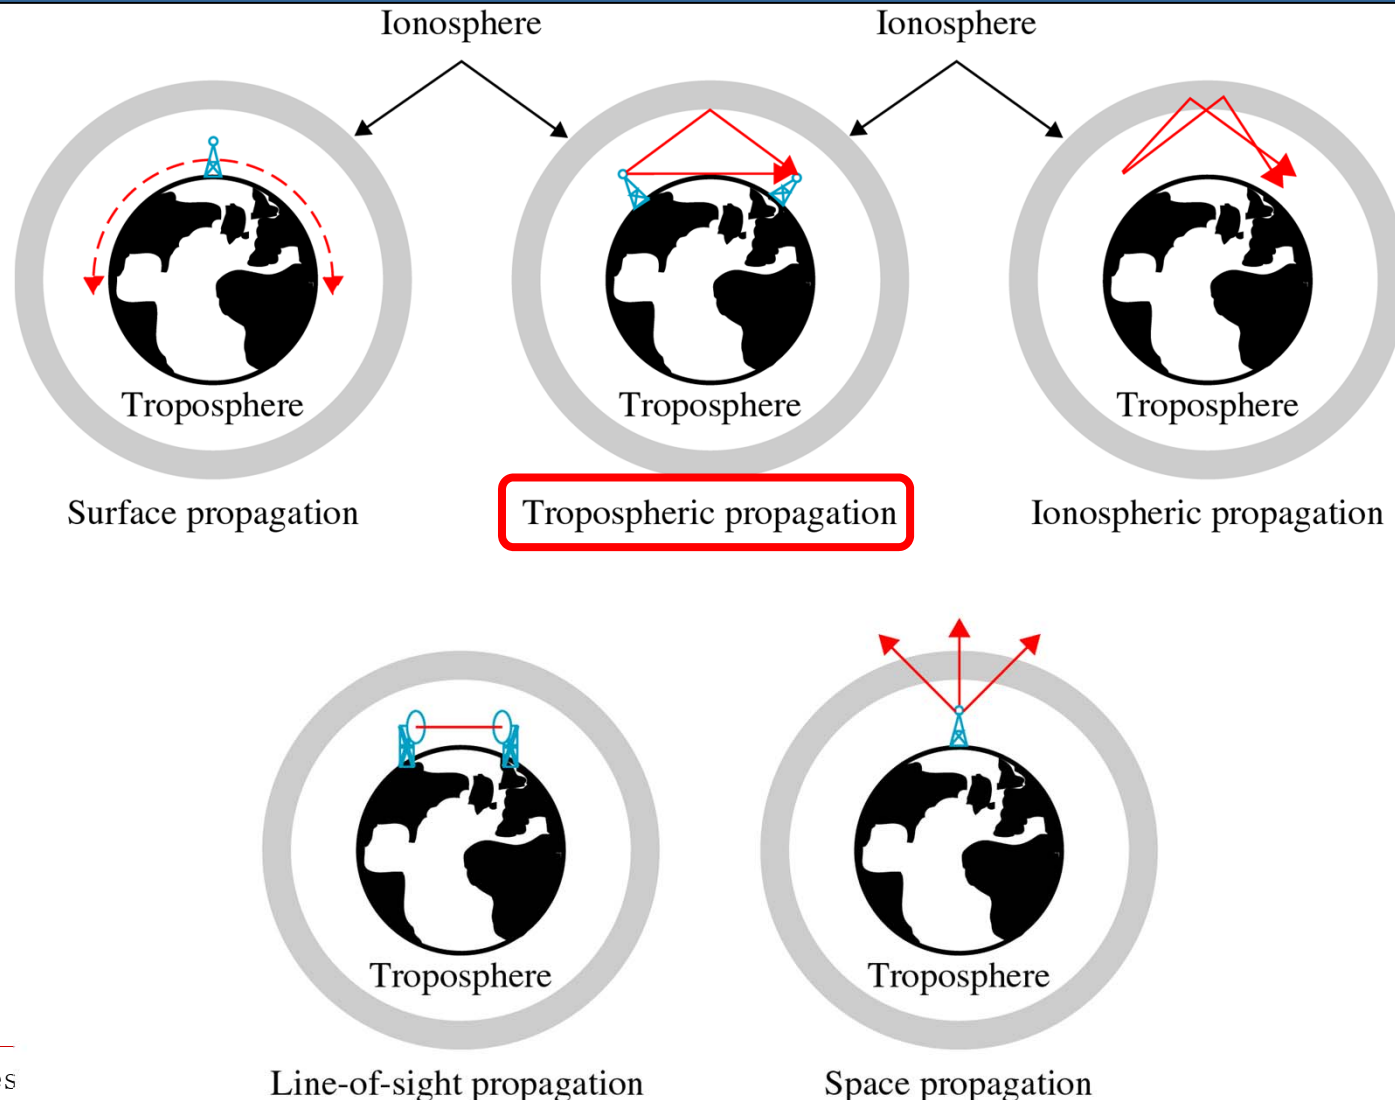 Ionosphere Ionosphere
Troposphere Troposphere Troposphere
Surface propagation Tropospheric propagation Ionospheric propagation
Troposphere Troposphere
Line-of-sight propagation Space propagation